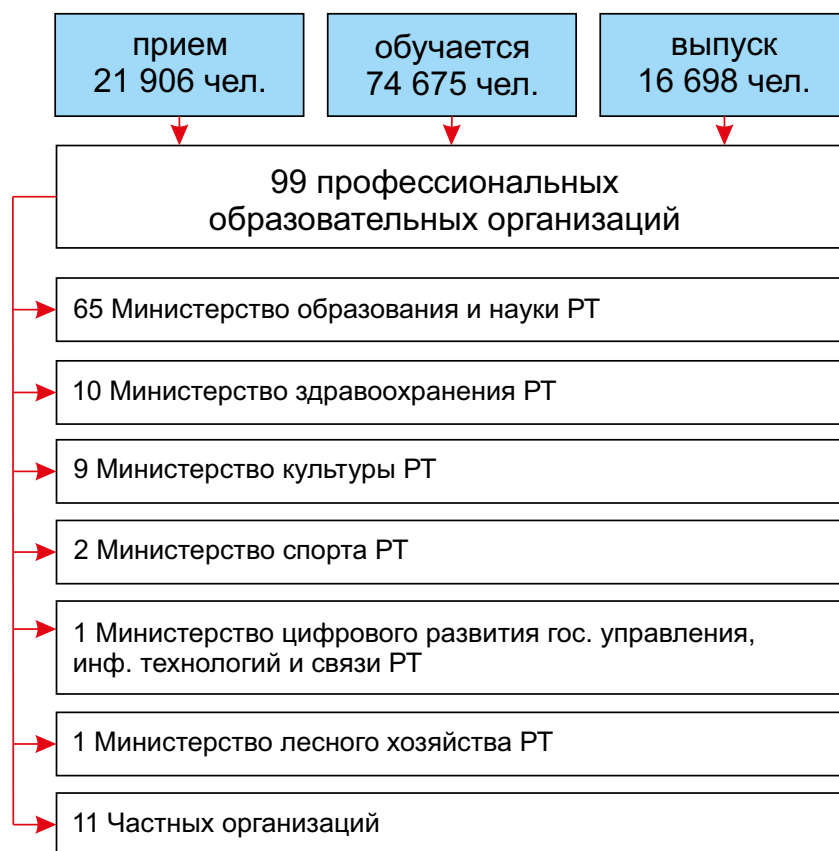 прием
21 906 чел.
обучается
74 675 чел.
выпуск
16 698 чел.
99 профессиональных
образовательных организаций
65 Министерство образования и науки РТ
10 Министерство здравоохранения РТ
9 Министерство культуры РТ
2 Министерство спорта РТ
1 Министерство цифрового развития гос. управления,
инф. технологий и связи РТ
1 Министерство лесного хозяйства РТ
11 Частных организаций